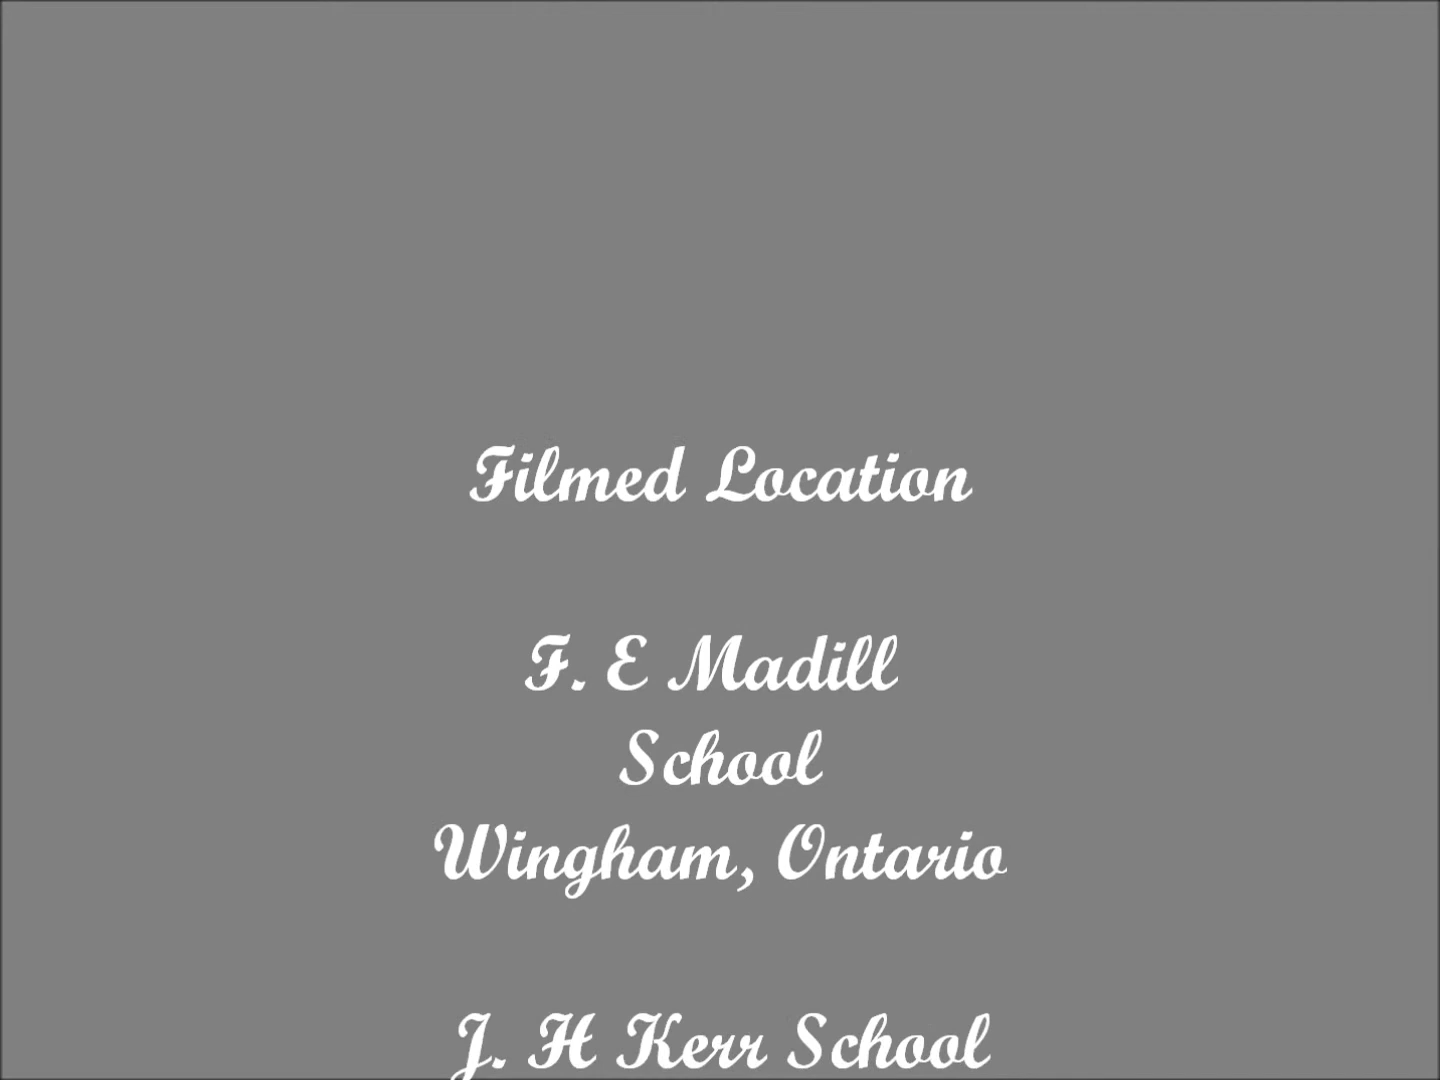 Filmed Location
F. E Madill
School
Wingham, Ontario
J. H Kerr School